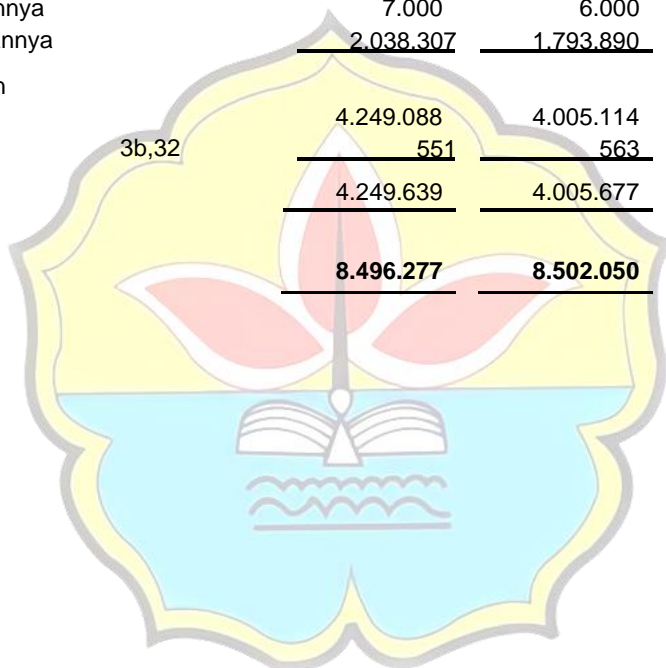 nnya 7.000 6.000
annya 2.038.307 1.793.890
n
4.249.088 4.005.114
3b,32 551 563
4.249.639 4.005.677
8.496.277 8.502.050